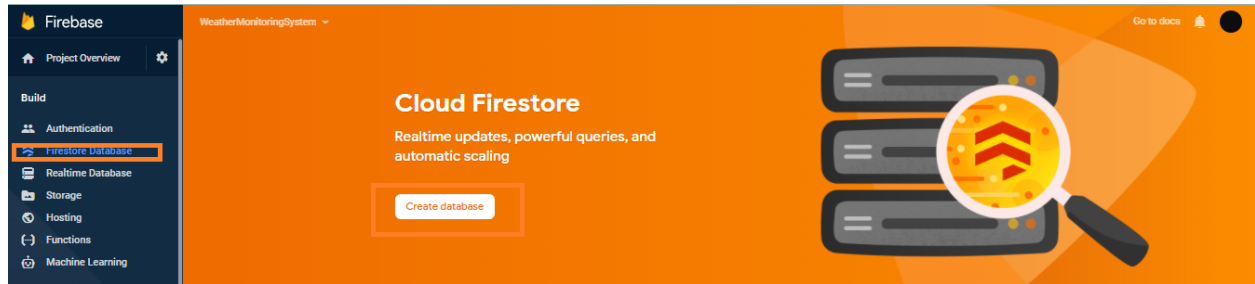 Firebase
WeatherMonitoringSystem
Go to docs
Project Overview
Build
Authentication
Firestore Database
Realtime Database
Storage
Hosting
Functions
Machine Learning
Cloud Firestore
Realtime updates, powerful queries, and
automatic scaling
Create database